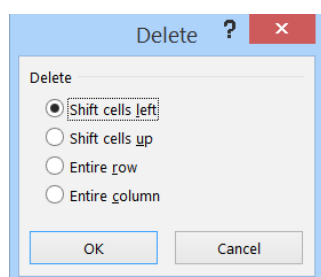 Delete ? ×
Delete
Shift cells left
Shift cells up
Entire row
Entire column
OK Cancel